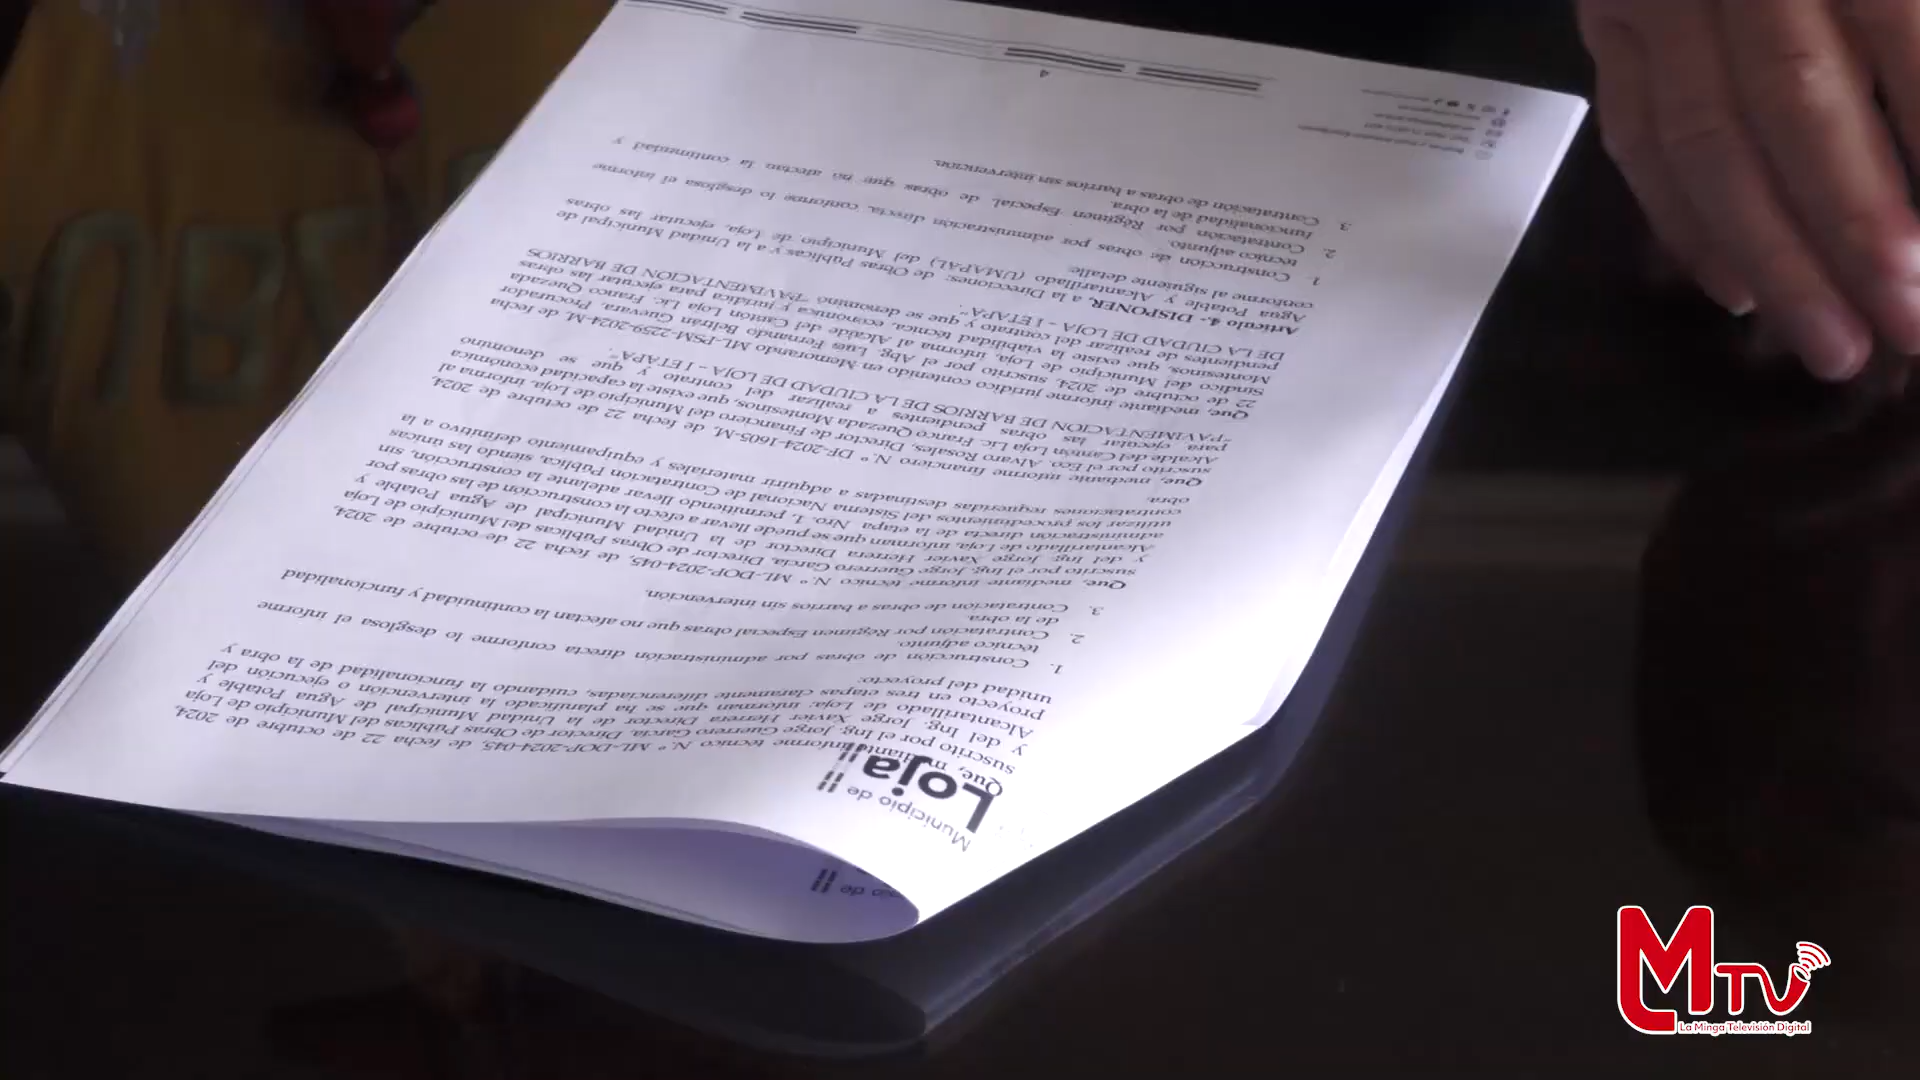 Municipio de
Loja
Que, mediante informe técnico N.° ML-DOP-2024-045, de fecha 22 de octubre de 2024,
suscrito por el Ing. Jorge Guerrero García, Director de Obras Públicas del Municipio de Loja
y del Ing. Jorge Xavier Herrera Director de la Unidad Municipal de Agua Potable y
Alcantarillado de Loja, informan que se ha planificado la intervención o ejecución del
proyecto en tres etapas claramente diferenciadas, cuidando la funcionalidad de la obra y
unidad del proyecto:
1. Construcción de obras por administración directa conforme lo desglosa el informe
técnico adjunto.
2. Contratación por Régimen Especial obras que no afectan la continuidad y funcionalidad
de la obra.
3. Contratación de obras a barrios sin intervención.
Que, mediante informe técnico N.° ML-DOP-2024-045, de fecha 22 de octubre de 2024,
suscrito por el Ing. Jorge Guerrero García, Director de Obras Públicas del Municipio de Loja
y del Ing. Jorge Xavier Herrera Director de la Unidad Municipal de Agua Potable y
Alcantarillado de Loja, informan que se puede llevar a efecto la construcción de las obras por
administración directa de la etapa Nro. 1, permitiendo llevar adelante la construcción sin,
utilizar los procedimientos del Sistema Nacional de Contratación Pública, siendo las únicas
contrataciones requeridas destinadas a adquirir materiales y equipamiento definitivo a la
obra.
Que, mediante informe financiero N.° DF-2024-1605-M, de fecha 22 de octubre de 2024,
suscrito por el Eco. Alvaro Rosales, Director de Financiero del Municipio de Loja, informa al
Alcalde del Cantón Loja Lic. Franco Quezada Montesinos, que existe la capacidad económica
para ejecutar las obras pendientes a realizar del contrato y que se denominó
"PAVIMENTACIÓN DE BARRIOS DE LA CIUDAD DE LOJA - I ETAPA".
Que, mediante informe jurídico contenido en Memorando ML-PSM-2259-2024-M, de fecha
22 de octubre de 2024, suscrito por el Abg. Luis Fernando Beltrán Guevara, Procurador
Síndico del Municipio de Loja, informa al Alcalde del Cantón Loja Lic. Franco Quezada
Montesinos, que existe la viabilidad técnica, económica y jurídica para ejecutar las obras
pendientes de realizar del contrato y que se denominó "PAVIMENTACIÓN DE BARRIOS
DE LA CIUDAD DE LOJA - I ETAPA"
Artículo 4.- DISPONER, a la Direcciones: de Obras Públicas y a la Unidad Municipal de
Agua Potable y Alcantarillado (UMAPAL) del Municipio de Loja, ejecutar las obras
conforme al siguiente detalle:
1. Construcción de obras por administración directa, conforme lo desglosa el informe
técnico adjunto.
2. Contratación por Régimen Especial, de obras que no afectan la continuidad y
funcionalidad de la obra.
3. Contratación de obras a barrios sin intervención.
4
MTV
La Minga Televisión Digital